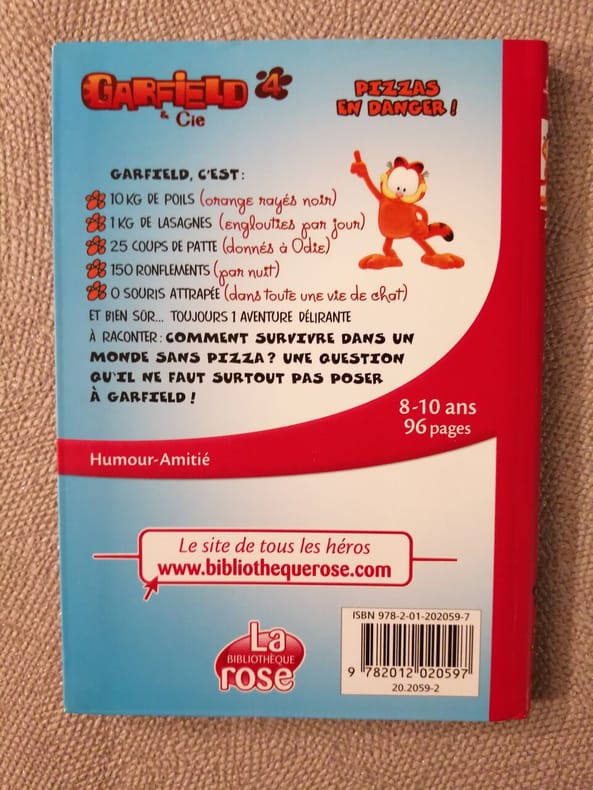 GARFIELD 4
& Cie
PIZZAS
EN DANGER !
GARFIELD, C'EST :
10 KG DE POILS (orange rayés noir)
1 KG DE LASAGNES (englouties par jour)
25 COUPS DE PATTE (donnés à Odie)
150 RONFLEMENTS (par nuit)
0 SOURIS ATTRAPÉE (dans toute une vie de chat)
ET BIEN SÛR... TOUJOURS 1 AVENTURE DÉLIRANTE
À RACONTER : COMMENT SURVIVRE DANS UN
MONDE SANS PIZZA ? UNE QUESTION
QU'IL NE FAUT SURTOUT PAS POSER
À GARFIELD !
8-10 ans
96 pages
Humour-Amitié
Le site de tous les héros
www.bibliothequerose.com
La
BIBLIOTHÈQUE
rose
ISBN 978-2-01-202059-7
9 782012 020597
20.2059-2